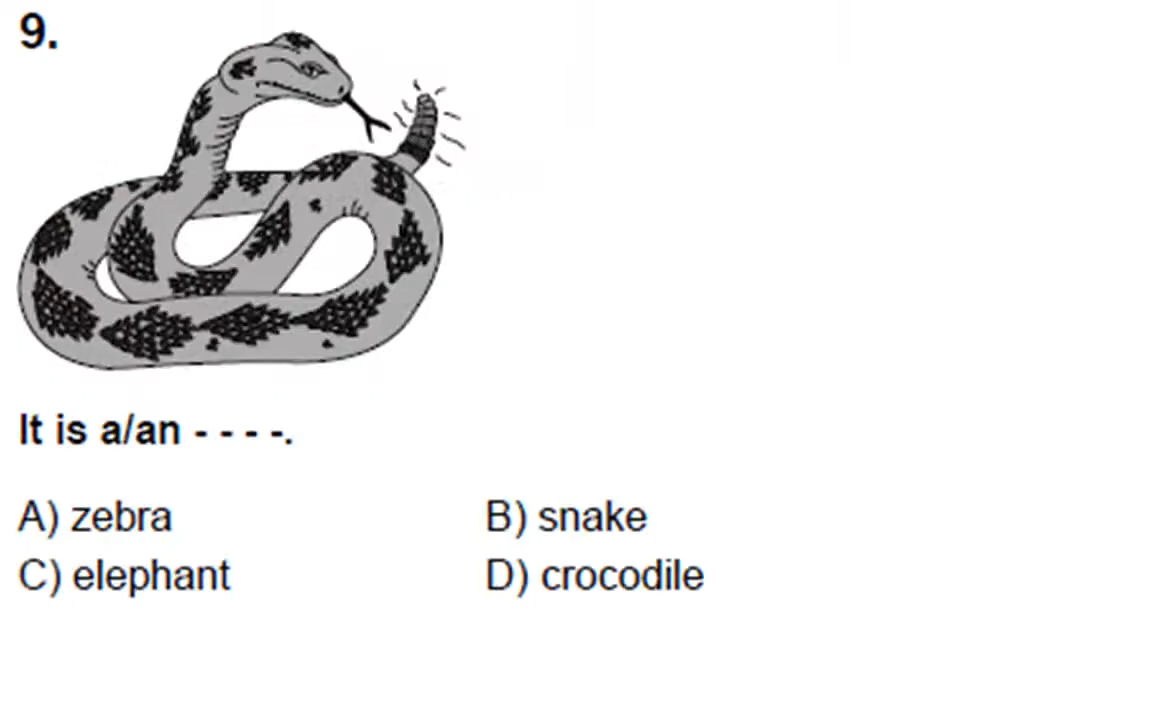 9.
It is a/an - - - -.
A) zebra B) snake
C) elephant D) crocodile